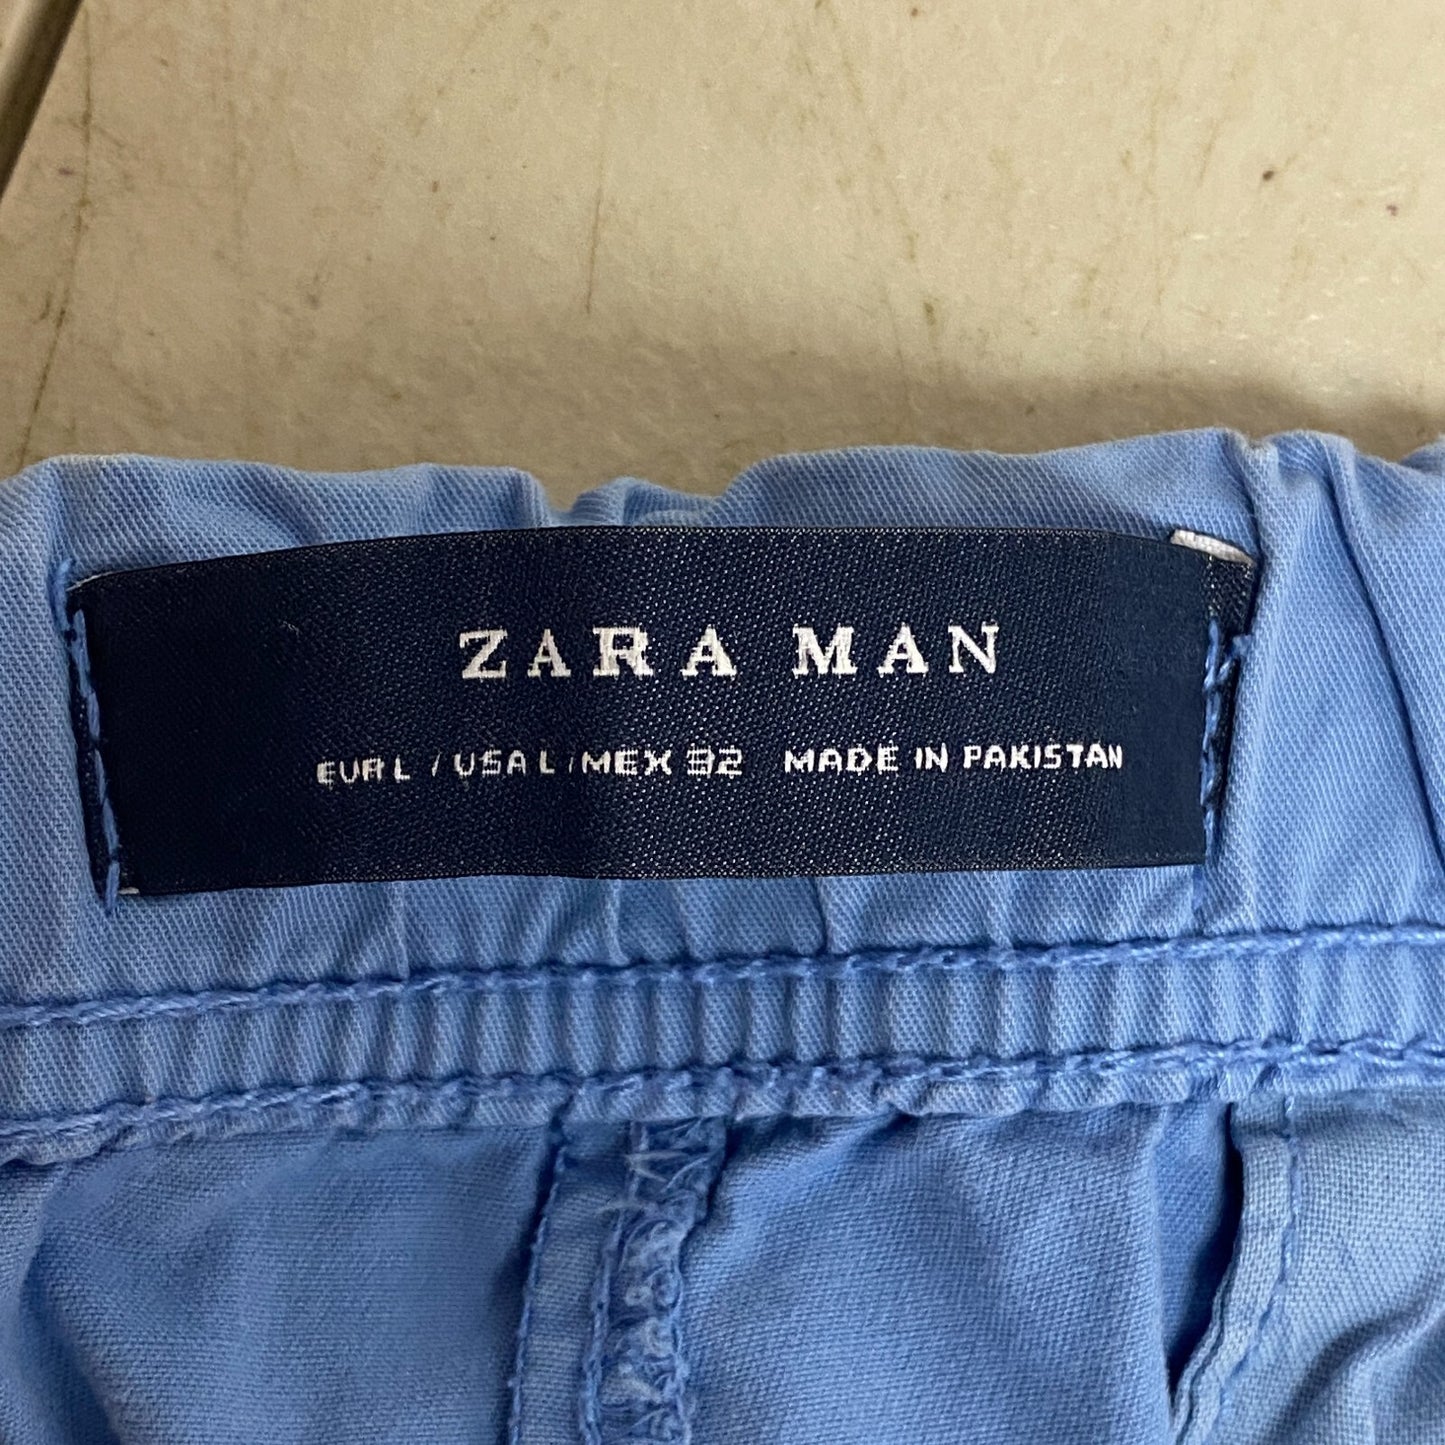 ZARA MAN
EUR L / USA L / MEX 32 MADE IN PAKISTAN